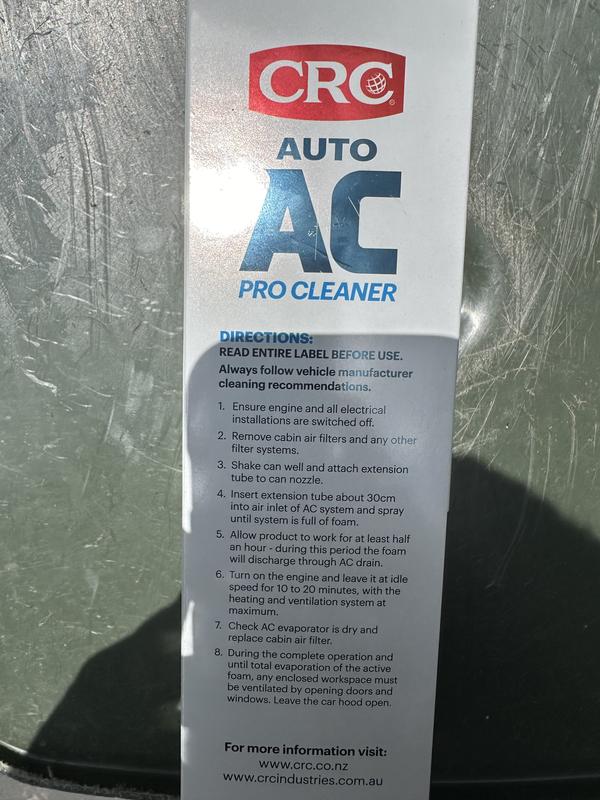 CRC
AUTO
AC
PRO CLEANER
DIRECTIONS:
READ ENTIRE LABEL BEFORE USE.
Always follow vehicle manufacturer
cleaning recommendations.
1. Ensure engine and all electrical
installations are switched off.
2. Remove cabin air filters and any other
filter systems.
3. Shake can well and attach extension
tube to can nozzle.
4. Insert extension tube about 30cm
into air inlet of AC system and spray
until system is full of foam.
5. Allow product to work for at least half
an hour - during this period the foam
will discharge through AC drain.
6. Turn on the engine and leave it at idle
speed for 10 to 20 minutes, with the
heating and ventilation system at
maximum.
7. Check AC evaporator is dry and
replace cabin air filter.
8. During the complete operation and
until total evaporation of the active
foam, any enclosed workspace must
be ventilated by opening doors and
windows. Leave the car hood open.
For more information visit:
www.crc.co.nz
www.crcindustries.com.au